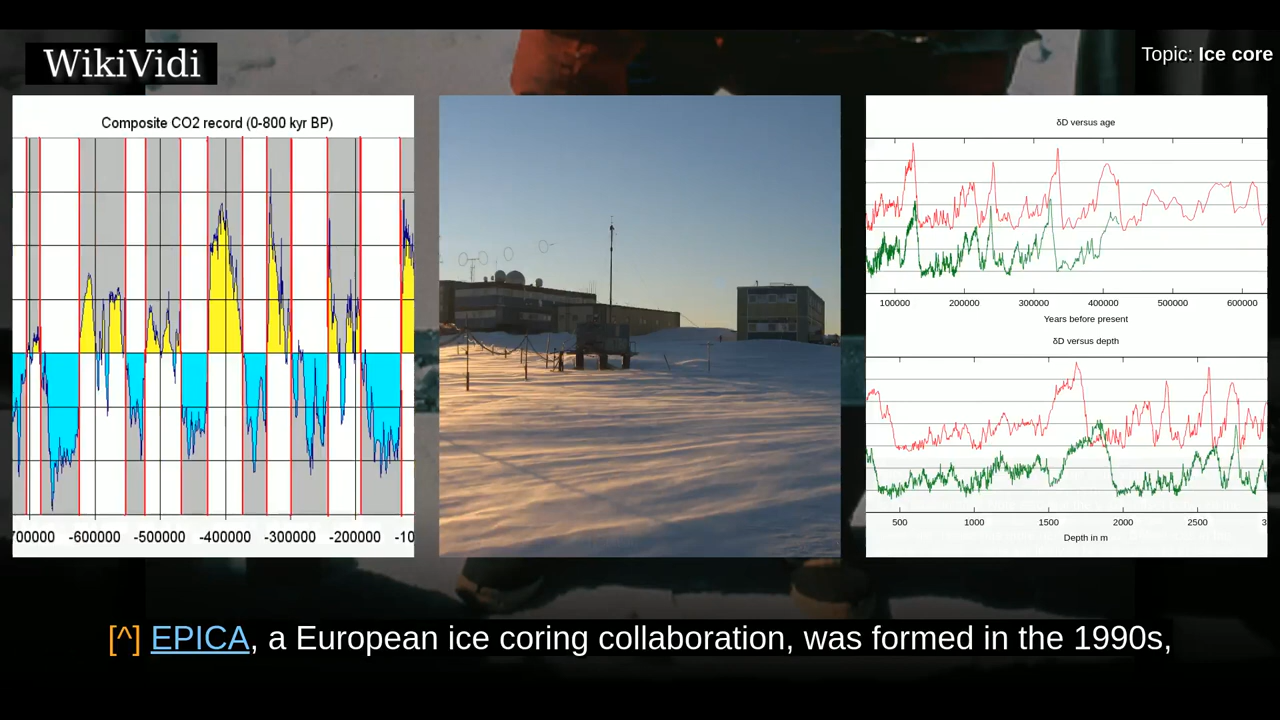 WikiVidi
Topic: Ice core
Composite CO2 record (0-800 kyr BP)
700000 -600000 -500000 -400000 -300000 -200000 -10
δD versus age
100000 200000 300000 400000 500000 600000
Years before present
δD versus depth
500 1000 1500 2000 2500 3
Depth in m
[^] EPICA, a European ice coring collaboration, was formed in the 1990s,